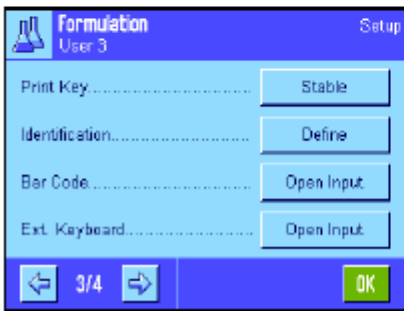 Formulation
Setup
User 3
Print Key.............................. Stable
Identification.......................... Define
Bar Code.............................. Open Input
Ext. Keyboard....................... Open Input
3/4
OK